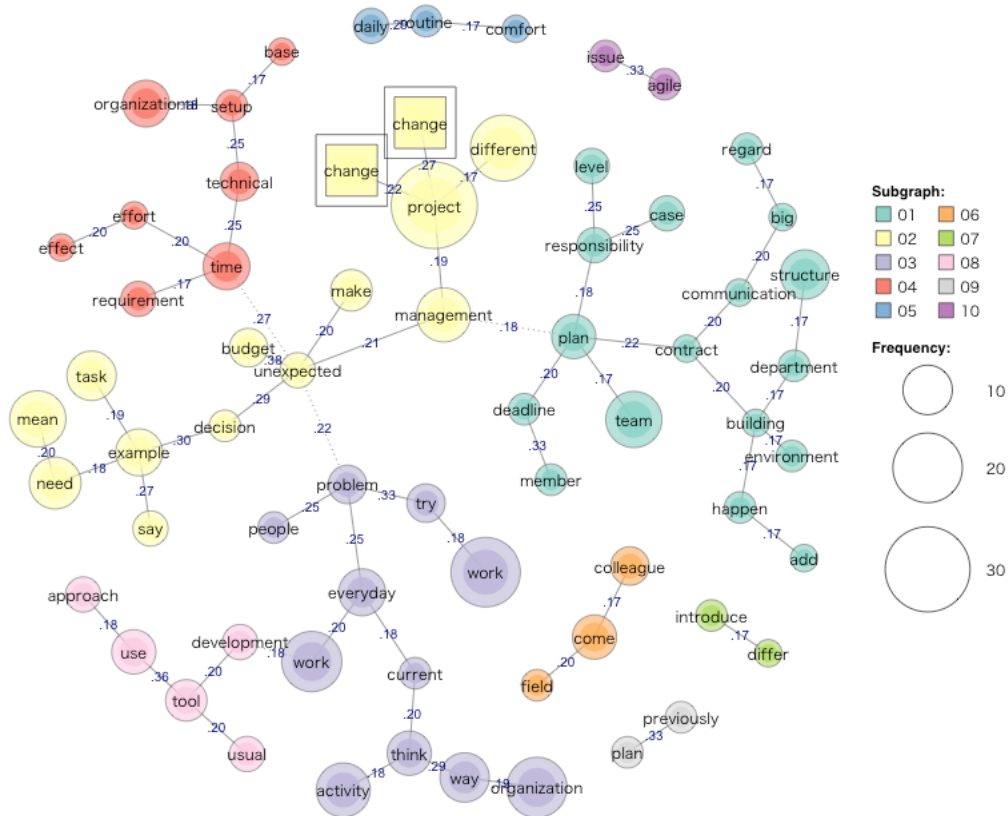 daily .29 routine .17 comfort
base
issue
.33
agile
.17
organizational .18 setup
change
.25
.27
different
change
.22
.17
project
technical
level
regard
.17
.25
case
.25
big
responsibility
effort
.20
effect
.20
.25
time
.17
requirement
.19
.18
.20
structure
communication
.20
.17
make
.27
.20
management
.18
plan
.22
contract
budget
.38
.21
unexpected
.20
.17
.20
department
.17
task
.29
deadline
team
building
mean
.19
decision
.22
.33
.17
environment
.20
example
.30
.17
need
.18
.27
problem
.33
try
member
happen
say
.25
people
.18
.17
.25
work
add
colleague
approach
everyday
.17
introduce
.18
.20
.18
.17
use
development
.18
work
come
differ
.36
.20
current
.20
tool
field
.20
.20
previously
usual
think
.33
plan
.18
.29
way
.19
activity
organization
Subgraph:
01 06
02 07
03 08
04 09
05 10
Frequency:
10
20
30